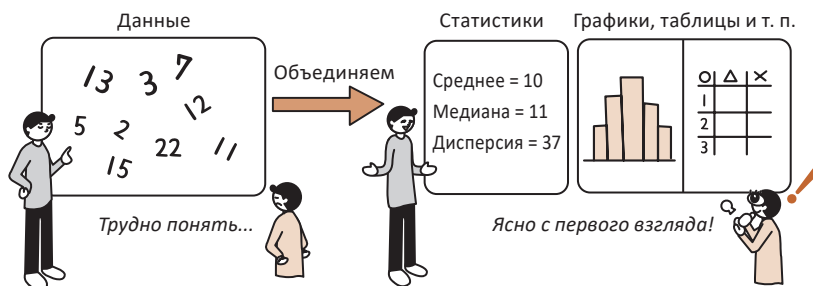 Данные
13 3 7
12
5 2
22 11
15
Трудно понять...
Объединяем
Статистики
Среднее = 10
Медиана = 11
Дисперсия = 37
Графики, таблицы и т. п.
О Δ ×
1
2
3
Ясно с первого взгляда!
!